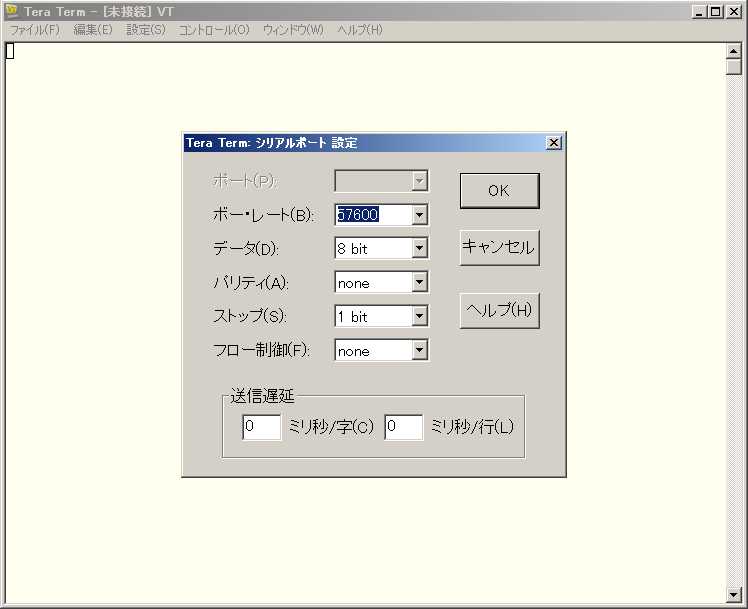 Tera Term - [未接続] VT
ファイル(F) 編集(E) 設定(S) コントロール(O) ウィンドウ(W) ヘルプ(H)
Tera Term: シリアルポート 設定
ポート(P):
OK
ボー・レート(B): 57600
データ(D): 8 bit
キャンセル
パリティ(A): none
ストップ(S): 1 bit
ヘルプ(H)
フロー制御(F): none
送信遅延
0 ミリ秒/字(C) 0 ミリ秒/行(L)